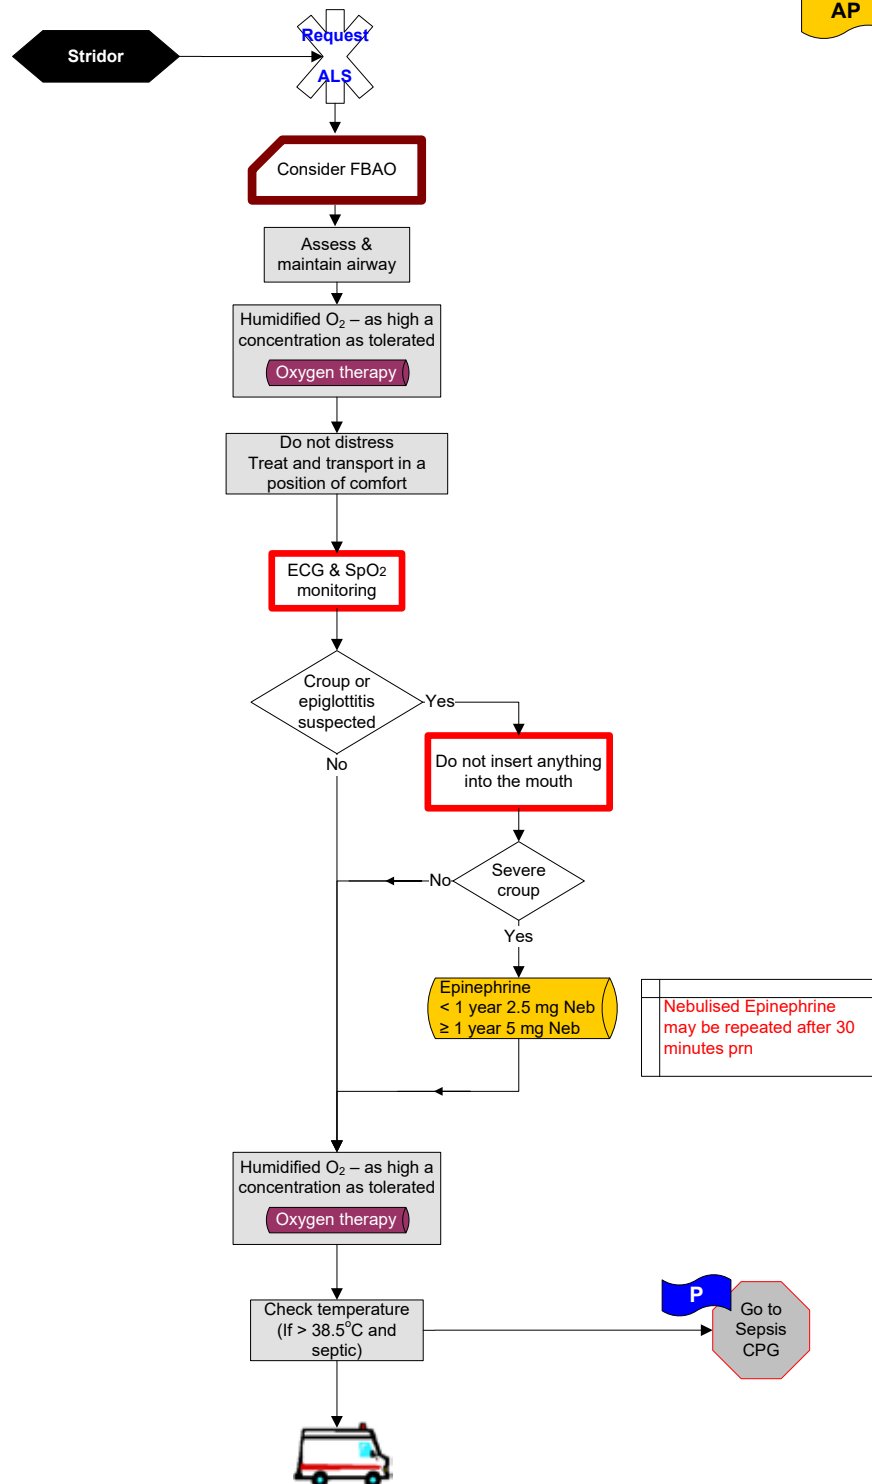 AP
Request
Stridor
ALS
Consider FBAO
Assess &
maintain airway
Humidified O₂ – as high a
concentration as tolerated
Oxygen therapy
Do not distress
Treat and transport in a
position of comfort
ECG & SpO2
monitoring
Croup or
epiglottitis
suspected
Yes
No
Do not insert anything
into the mouth
Severe
croup
No
Yes
Epinephrine
< 1 year 2.5 mg Neb
≥ 1 year 5 mg Neb
Nebulised Epinephrine
may be repeated after 30
minutes prn
Humidified O₂ – as high a
concentration as tolerated
Oxygen therapy
Check temperature
(If > 38.5°C and
septic)
P
Go to
Sepsis
CPG